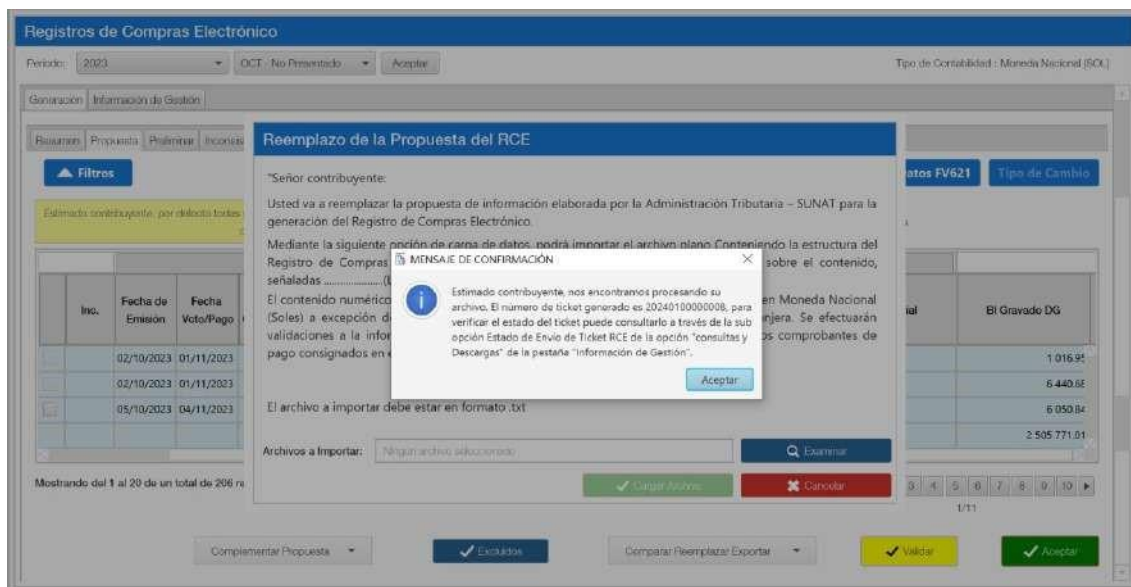 Registros de Compras Electrónico
Periodo: 2023 OCT - No Presentado Aceptar Tipo de Contabilidad : Moneda Nacional (SOL)
Generación Información de Gestión
Resumen Propuesta Preliminar Inconsis
Filtros
atos FV621 Tipo de Cambio
Estimado contribuyente, por defecto todas
Reemplazo de la Propuesta del RCE
"Señor contribuyente:
Usted va a reemplazar la propuesta de información elaborada por la Administración Tributaria – SUNAT para la
generación del Registro de Compras Electrónico.
Mediante la siguiente opción de carga de datos, podrá importar el archivo plano Conteniendo la estructura del
Registro de Compras sobre el contenido,
señaladas
El contenido numérico en Moneda Nacional
(Soles) a excepción d njera. Se efectuarán
validaciones a la infor os comprobantes de
pago consignados en
El archivo a importar debe estar en formato .txt
Archivos a Importar: Ningún archivo seleccionado Examinar
Cargar Archivo Cancelar
MENSAJE DE CONFIRMACIÓN
Estimado contribuyente, nos encontramos procesando su
archivo. El número de ticket generado es 20240100000008, para
verificar el estado del ticket puede consultarlo a través de la sub
opción Estado de Envio de Ticket RCE de la opción "consultas y
Descargas" de la pestaña "Información de Gestión".
Aceptar
Inc. Fecha de Emisión Fecha Vcto/Pago ial BI Gravado DG
02/10/2023 01/11/2023 1 016.95
02/10/2023 01/11/2023 6 440.68
05/10/2023 04/11/2023 6 050.84
2 505 771.01
Mostrando del 1 al 20 de un total de 206 re 3 4 5 6 7 8 9 10
1/11
Complementar Propuesta Excluidos Comparar Reemplazar Exportar Validar Aceptar